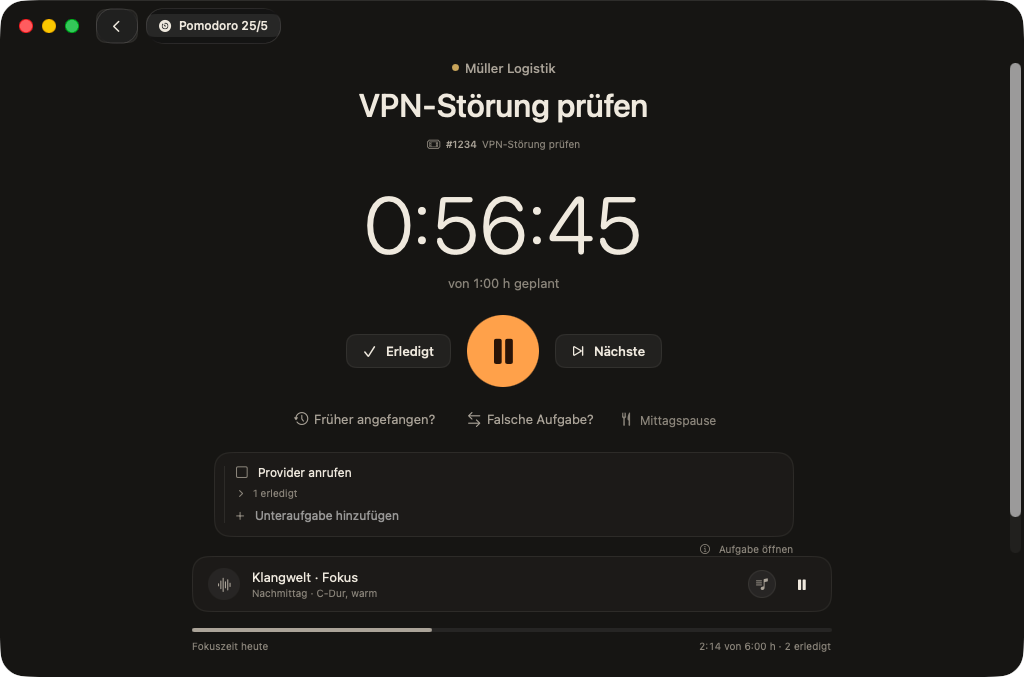 Pomodoro 25/5
Müller Logistik
VPN-Störung prüfen
#1234 VPN-Störung prüfen
0:56:45
von 1:00 h geplant
Erledigt
Nächste
Früher angefangen? Falsche Aufgabe? Mittagspause
Provider anrufen
1 erledigt
Unteraufgabe hinzufügen
Aufgabe öffnen
Klangwelt · Fokus
Nachmittag · C-Dur, warm
Fokuszeit heute 2:14 von 6:00 h · 2 erledigt